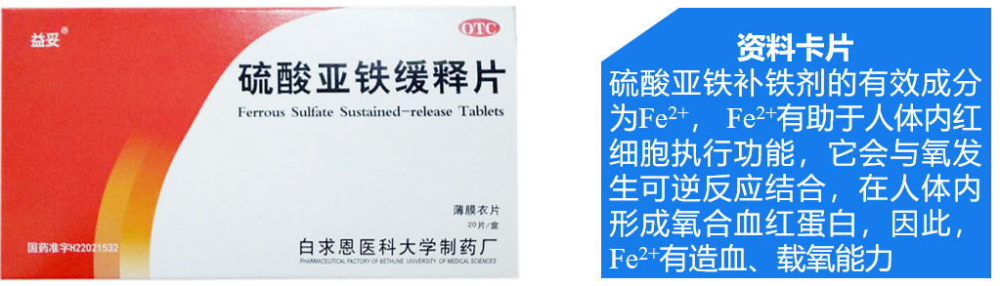 益妥®
OTC
硫酸亚铁缓释片
Ferrous Sulfate Sustained-release Tablets
薄膜衣片
20片/盒
国药准字H22021532
白求恩医科大学制药厂
PHARMACEUTICAL FACTORY OF BETHUNE UNIVERSITY OF MEDICAL SCIENCES
资料卡片
硫酸亚铁补铁剂的有效成分
为Fe²⁺，Fe²⁺有助于人体内红
细胞执行功能，它会与氧发
生可逆反应结合，在人体内
形成氧合血红蛋白，因此，
Fe²⁺有造血、载氧能力